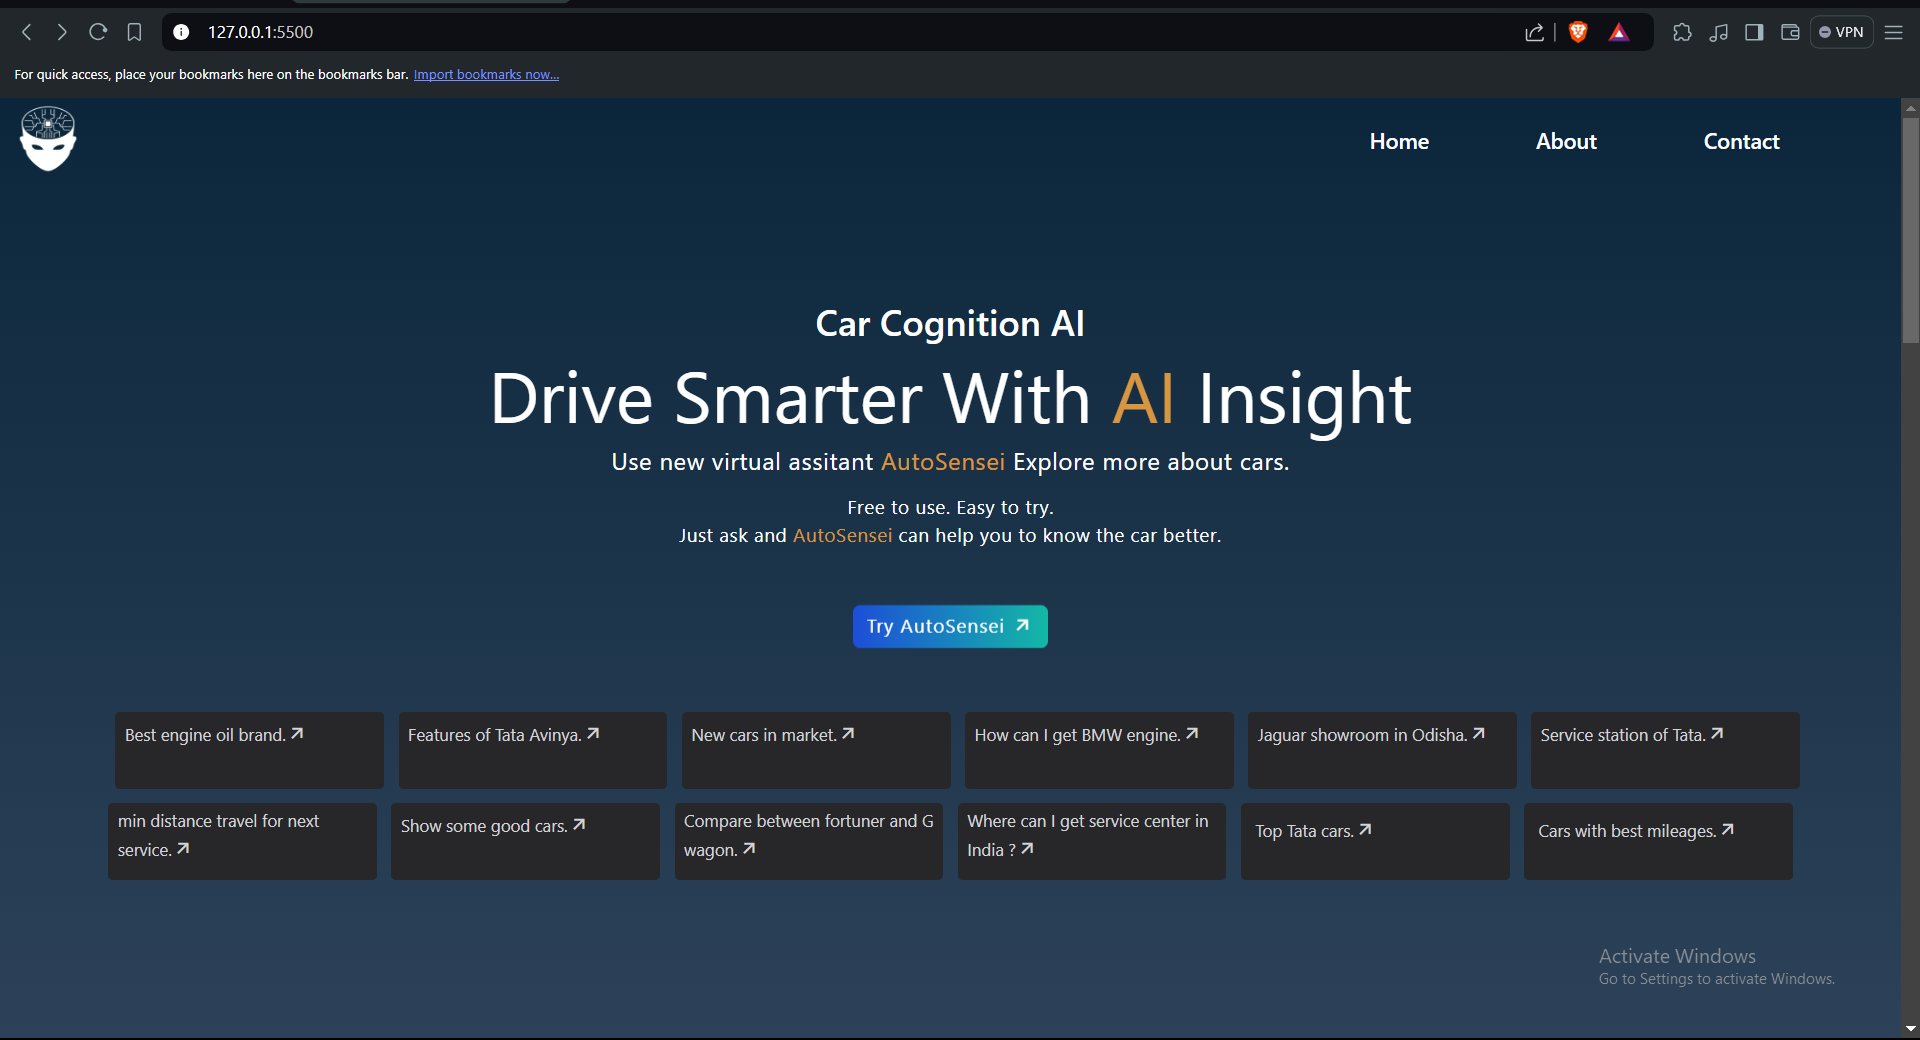 127.0.0.1:5500
VPN
For quick access, place your bookmarks here on the bookmarks bar. Import bookmarks now...
Home About Contact
Car Cognition AI
Drive Smarter With AI Insight
Use new virtual assitant AutoSensei Explore more about cars.
Free to use. Easy to try.
Just ask and AutoSensei can help you to know the car better.
Try AutoSensei
Best engine oil brand.
Features of Tata Avinya.
New cars in market.
How can I get BMW engine.
Jaguar showroom in Odisha.
Service station of Tata.
min distance travel for next
service.
Show some good cars.
Compare between fortuner and G
wagon.
Where can I get service center in
India ?
Top Tata cars.
Cars with best mileages.
Activate Windows
Go to Settings to activate Windows.